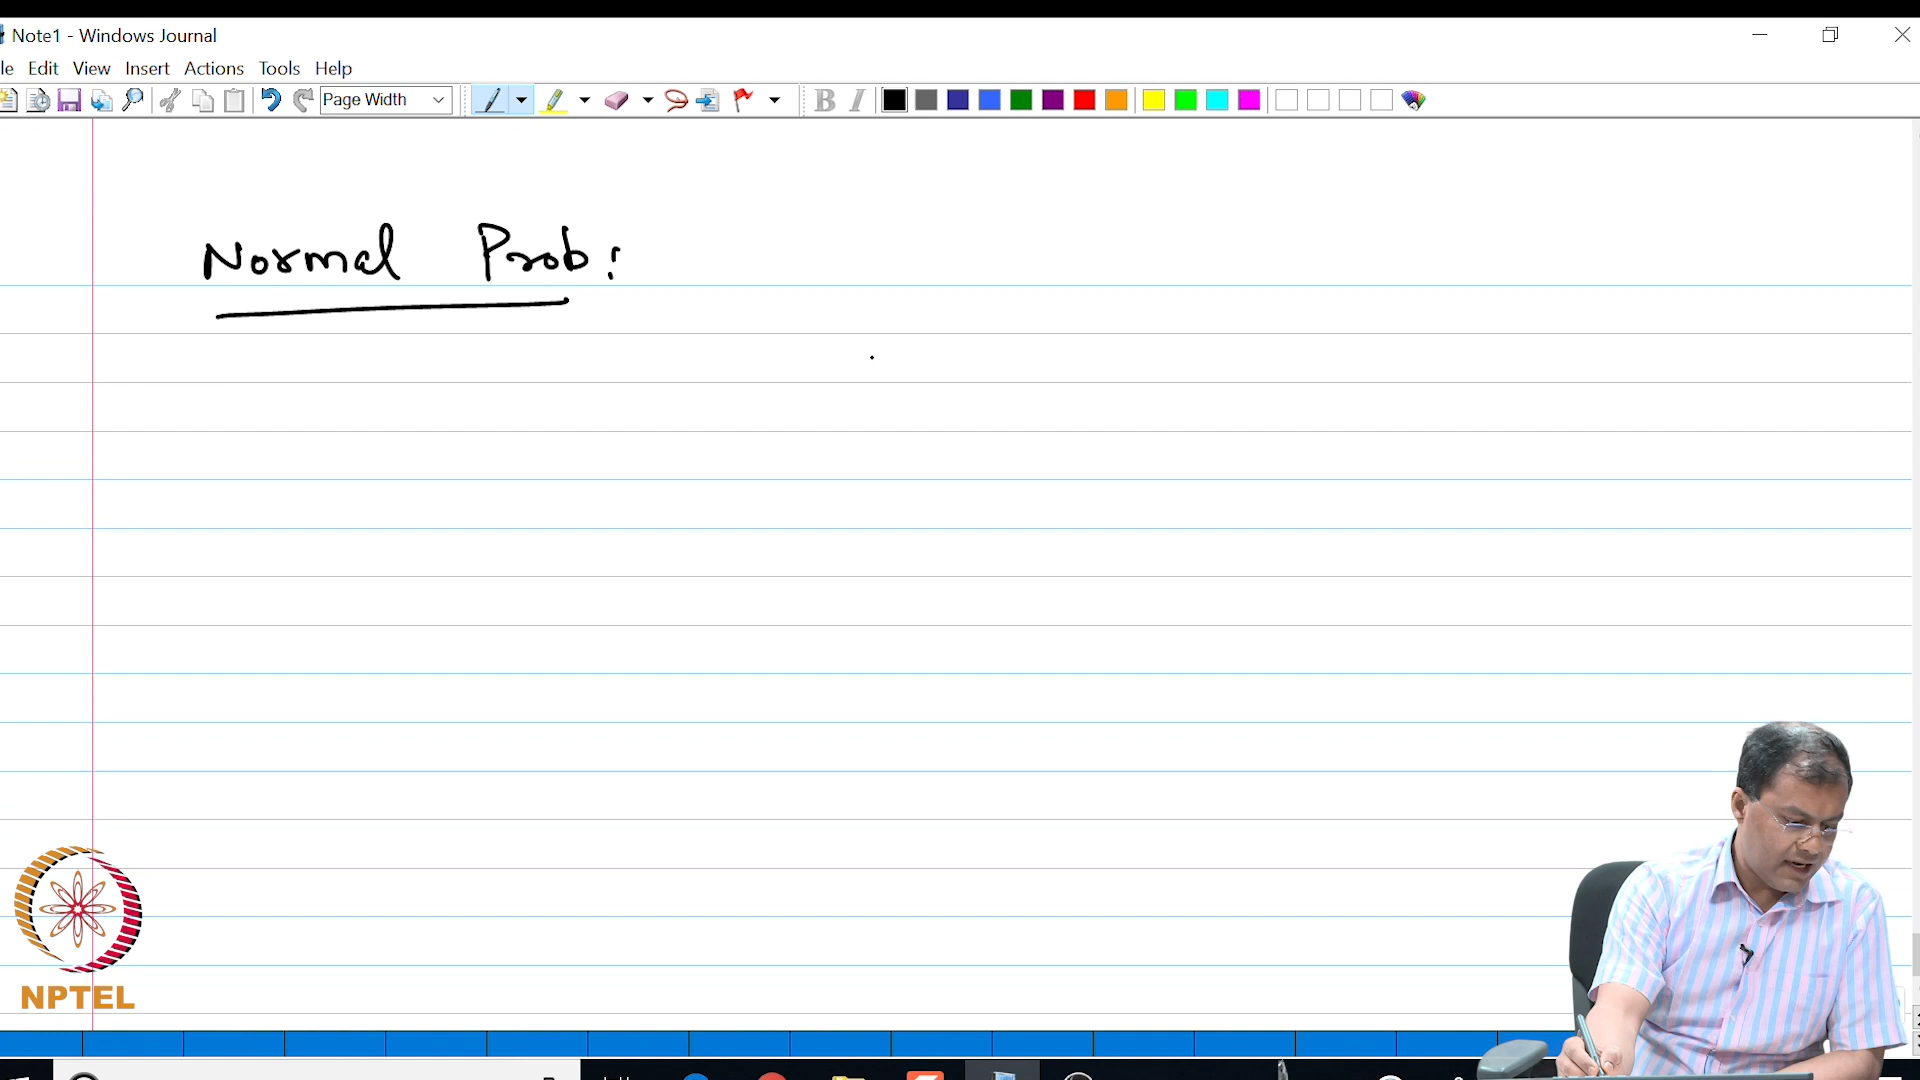 Note1 - Windows Journal
le Edit View Insert Actions Tools Help
Page Width
B I
Normal Prob:
NPTEL